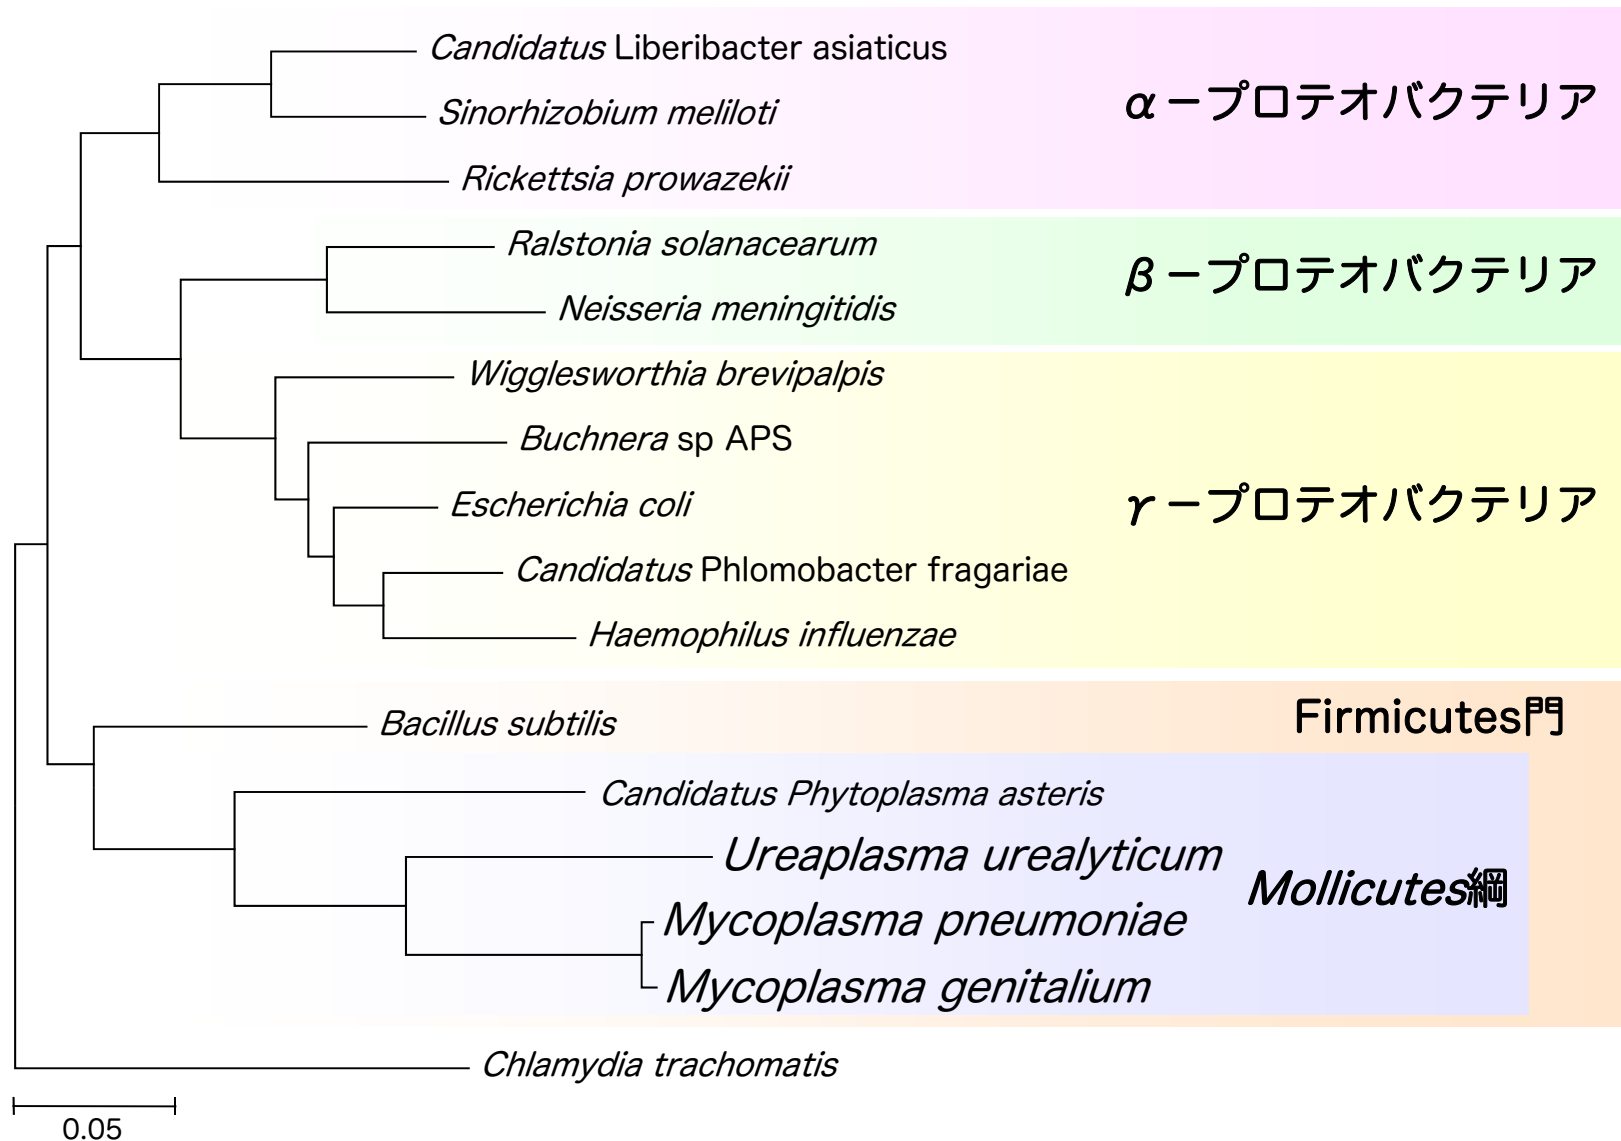 Candidatus Liberibacter asiaticus
Sinorhizobium meliloti
α－プロテオバクテリア
Rickettsia prowazekii
Ralstonia solanacearum
β－プロテオバクテリア
Neisseria meningitidis
Wigglesworthia brevipalpis
Buchnera sp APS
Escherichia coli
γ－プロテオバクテリア
Candidatus Phlomobacter fragariae
Haemophilus influenzae
Firmicutes門
Bacillus subtilis
Candidatus Phytoplasma asteris
Ureaplasma urealyticum
Mollicutes綱
Mycoplasma pneumoniae
Mycoplasma genitalium
Chlamydia trachomatis
0.05